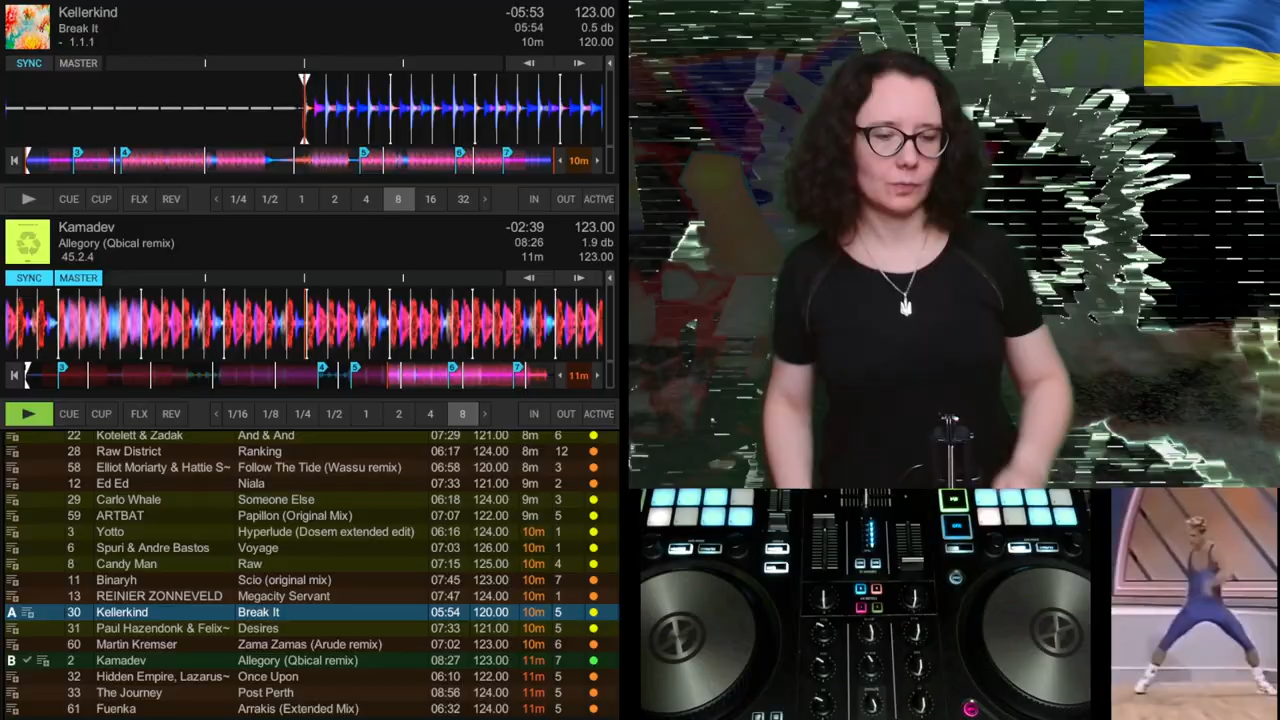 Kellerkind -05:53 123.00
Break It 05:54 0.5 db
- 1.1.1 10m 120.00
SYNC MASTER
3 4 5 6 7 10m
CUE CUP FLX REV 1/4 1/2 1 2 4 8 16 32 IN OUT ACTIVE
Kamadev -02:39 123.00
Allegory (Qbical remix) 08:26 1.9 db
45.2.4 11m 123.00
SYNC MASTER
3 4 5 6 7 11m
CUE CUP FLX REV 1/16 1/8 1/4 1/2 1 2 4 8 IN OUT ACTIVE
22 Kotelett & Zadak And & And 07:29 121.00 8m 6
28 Raw District Ranking 06:17 124.00 8m 12
58 Elliot Moriarty & Hattie S~ Follow The Tide (Wassu remix) 06:58 120.00 8m 3
12 Ed Ed Niala 07:33 121.00 9m 2
29 Carlo Whale Someone Else 06:18 124.00 9m 3
59 ARTBAT Papillon (Original Mix) 07:07 122.00 9m 5
3 Yotto Hyperlude (Dosem extended edit) 06:16 124.00 10m 1
6 Spuri & Andre Bastos Voyage 07:03 126.00 10m 1
8 Candy Man Raw 07:15 125.00 10m 4
11 Binaryh Scio (original mix) 07:45 123.00 10m 7
13 REINIER ZONNEVELD Megacity Servant 07:47 124.00 10m 1
A 30 Kellerkind Break It 05:54 120.00 10m 5
31 Paul Hazendonk & Felix~ Desires 07:33 121.00 10m 5
60 Martin Kremser Zama Zamas (Arude remix) 07:02 123.00 10m 6
B 2 Kamadev Allegory (Qbical remix) 08:27 123.00 11m 7
32 Hidden Empire, Lazarus~ Once Upon 06:10 122.00 11m 5
33 The Journey Post Perth 08:56 124.00 11m 5
61 Fuenka Arrakis (Extended Mix) 06:32 124.00 11m 5